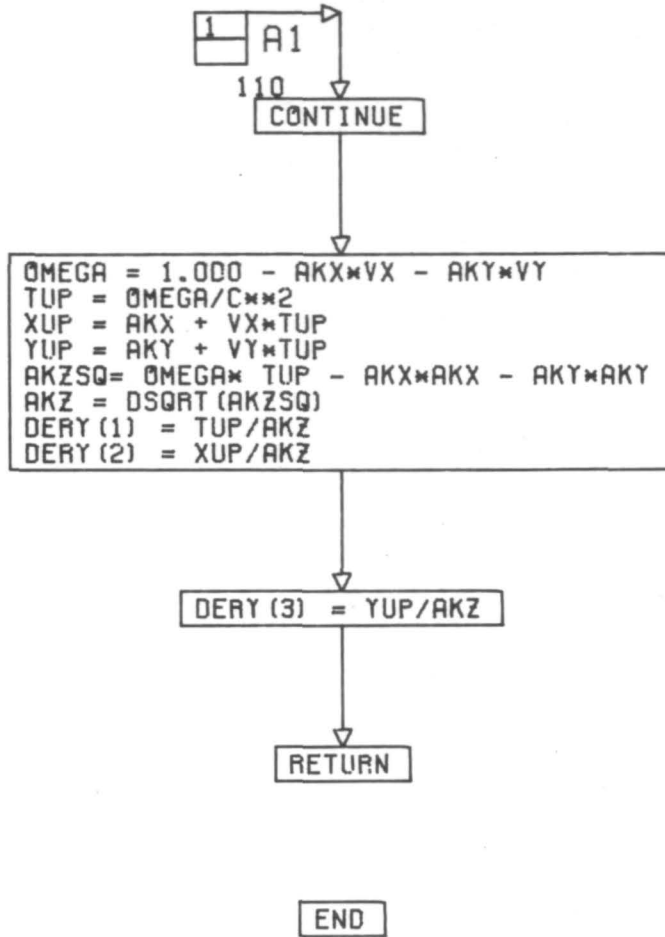 1
A1
110
CONTINUE
OMEGA = 1.0D0 - AKX*VX - AKY*VY
TUP = OMEGA/C**2
XUP = AKX + VX*TUP
YUP = AKY + VY*TUP
AKZSQ= OMEGA* TUP - AKX*AKX - AKY*AKY
AKZ = DSQRT(AKZSQ)
DERY(1) = TUP/AKZ
DERY(2) = XUP/AKZ
DERY(3) = YUP/AKZ
RETURN
END